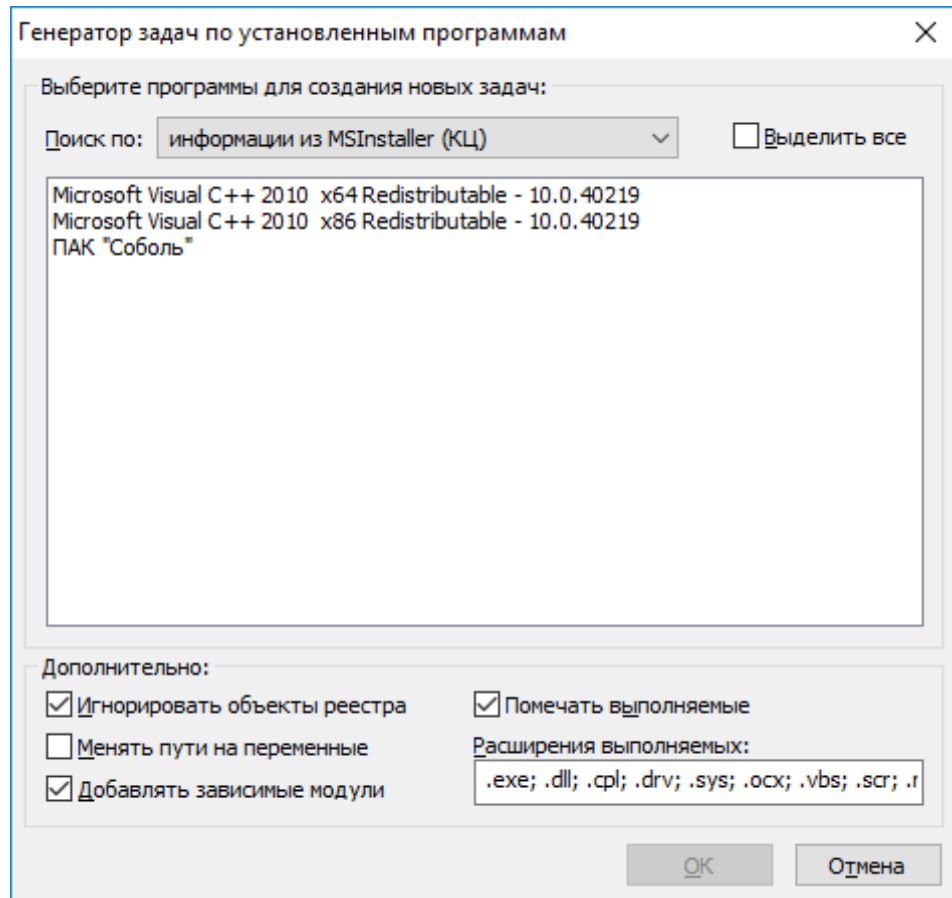 Генератор задач по установленным программам
Выберите программы для создания новых задач:
Поиск по: информации из MSInstaller (КЦ) Выделить все
Microsoft Visual C++ 2010  x64 Redistributable - 10.0.40219
Microsoft Visual C++ 2010  x86 Redistributable - 10.0.40219
ПАК "Соболь"
Дополнительно:
Игнорировать объекты реестра Помечать выполняемые
Менять пути на переменные Расширения выполняемых:
Добавлять зависимые модули .exe; .dll; .cpl; .drv; .sys; .ocx; .vbs; .scr;
OK Отмена